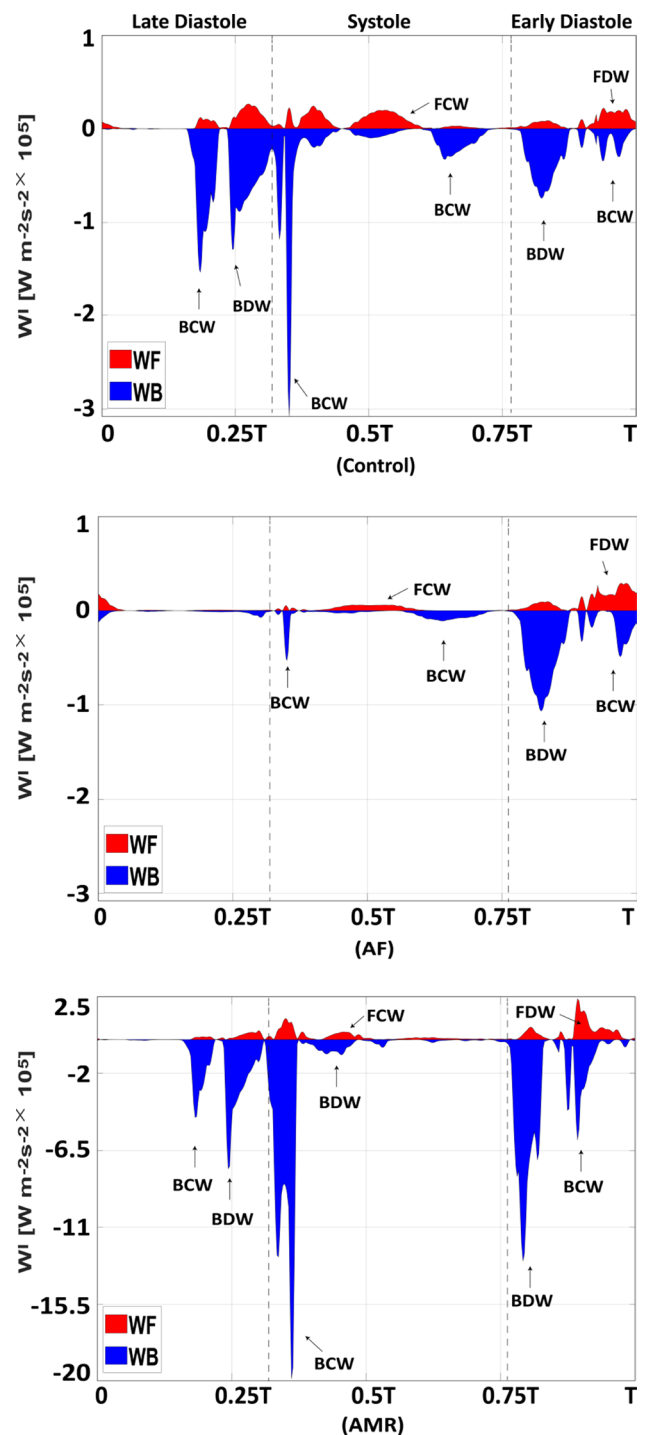 Late Diastole Systole Early Diastole
1
0
-1
-2
-3
Wᴵ [W m-2s-2 × 10⁵]
FCW
FDW
BCW
BDW
BCW
BCW
BDW
BCW
WF
WB
0 0.25T 0.5T 0.75T T
(Control)
1
0
-1
-2
-3
Wᴵ [W m-2s-2 × 10⁵]
FCW
FDW
BCW
BCW
BDW
BCW
WF
WB
0 0.25T 0.5T 0.75T T
(AF)
2.5
-2
-6.5
-11
-15.5
-20
Wᴵ [W m-2s-2 × 10⁵]
FCW
FDW
BCW
BDW
BDW
BCW
BDW
BCW
WF
WB
0 0.25T 0.5T 0.75T T
(AMR)